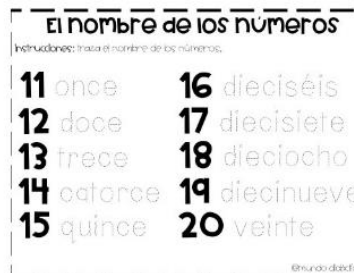 El nombre de los números
Instrucciones: traza el nombre de los números.
11 once
12 doce
13 trece
14 catorce
15 quince
16 dieciséis
17 diecisiete
18 dieciocho
19 diecinueve
20 veinte